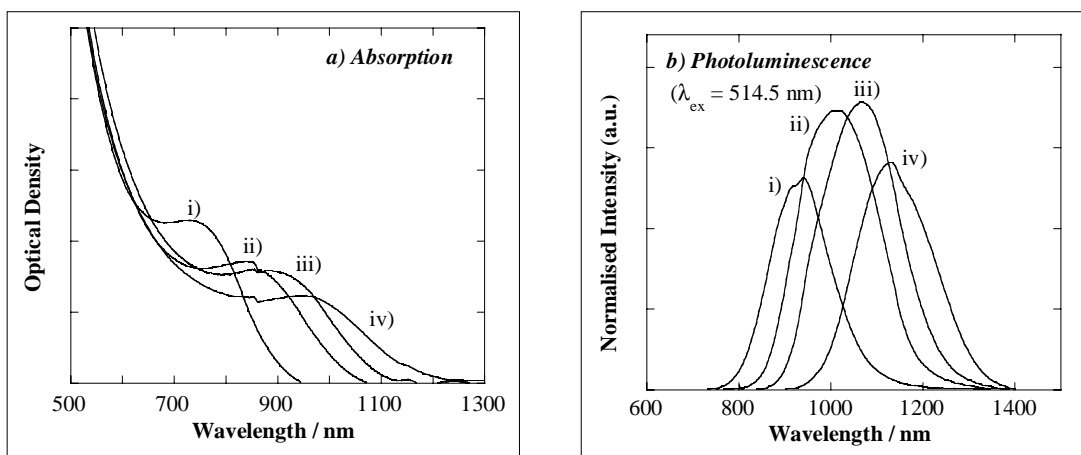 a) Absorption
i)
ii)
iii)
iv)
Optical Density
500 700 900 1100 1300
Wavelength / nm
b) Photoluminescence
(λex = 514.5 nm)
iii)
ii)
iv)
i)
Normalised Intensity (a.u.)
600 800 1000 1200 1400
Wavelength / nm